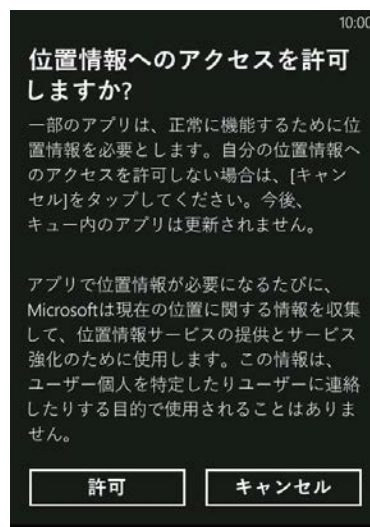 10:00
位置情報へのアクセスを許可
しますか?
一部のアプリは、正常に機能するために位
置情報を必要とします。自分の位置情報へ
のアクセスを許可しない場合は、[キャン
セル]をタップしてください。今後、
キュー内のアプリは更新されません。
アプリで位置情報が必要になるたびに、
Microsoftは現在の位置に関する情報を収集
して、位置情報サービスの提供とサービス
強化のために使用します。この情報は、
ユーザー個人を特定したりユーザーに連絡
したりする目的で使用されることはありま
せん。
許可 キャンセル